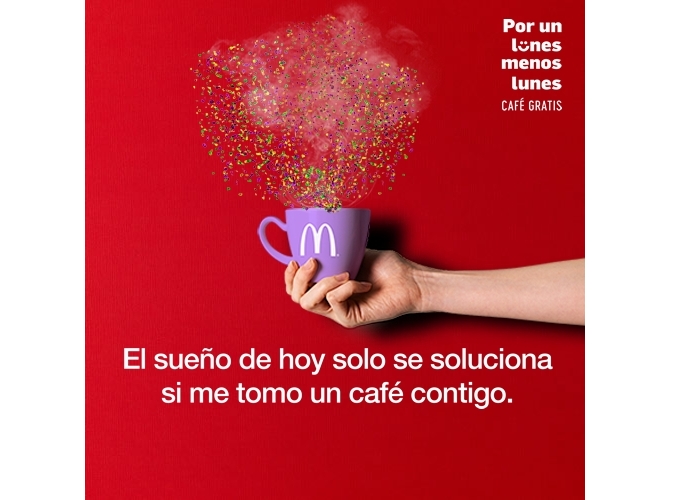 Por un
lunes
menos
lunes
CAFÉ GRATIS
M
El sueño de hoy solo se soluciona
si me tomo un café contigo.